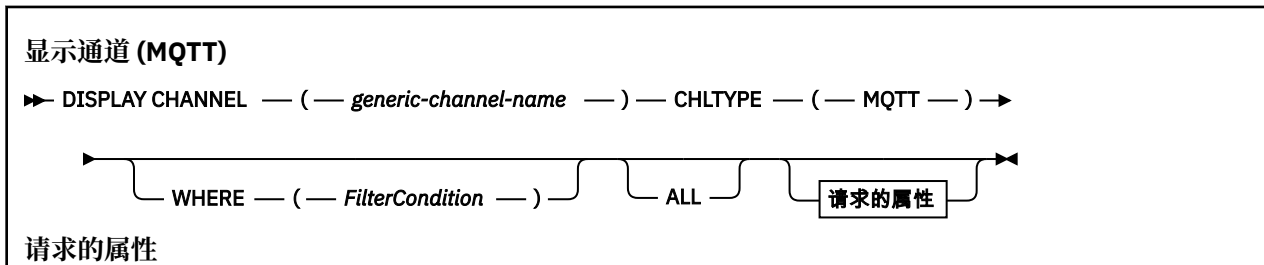 显示通道 (MQTT)
DISPLAY CHANNEL ( generic-channel-name ) CHLTYPE ( MQTT )
WHERE ( FilterCondition ) ALL 请求的属性
请求的属性